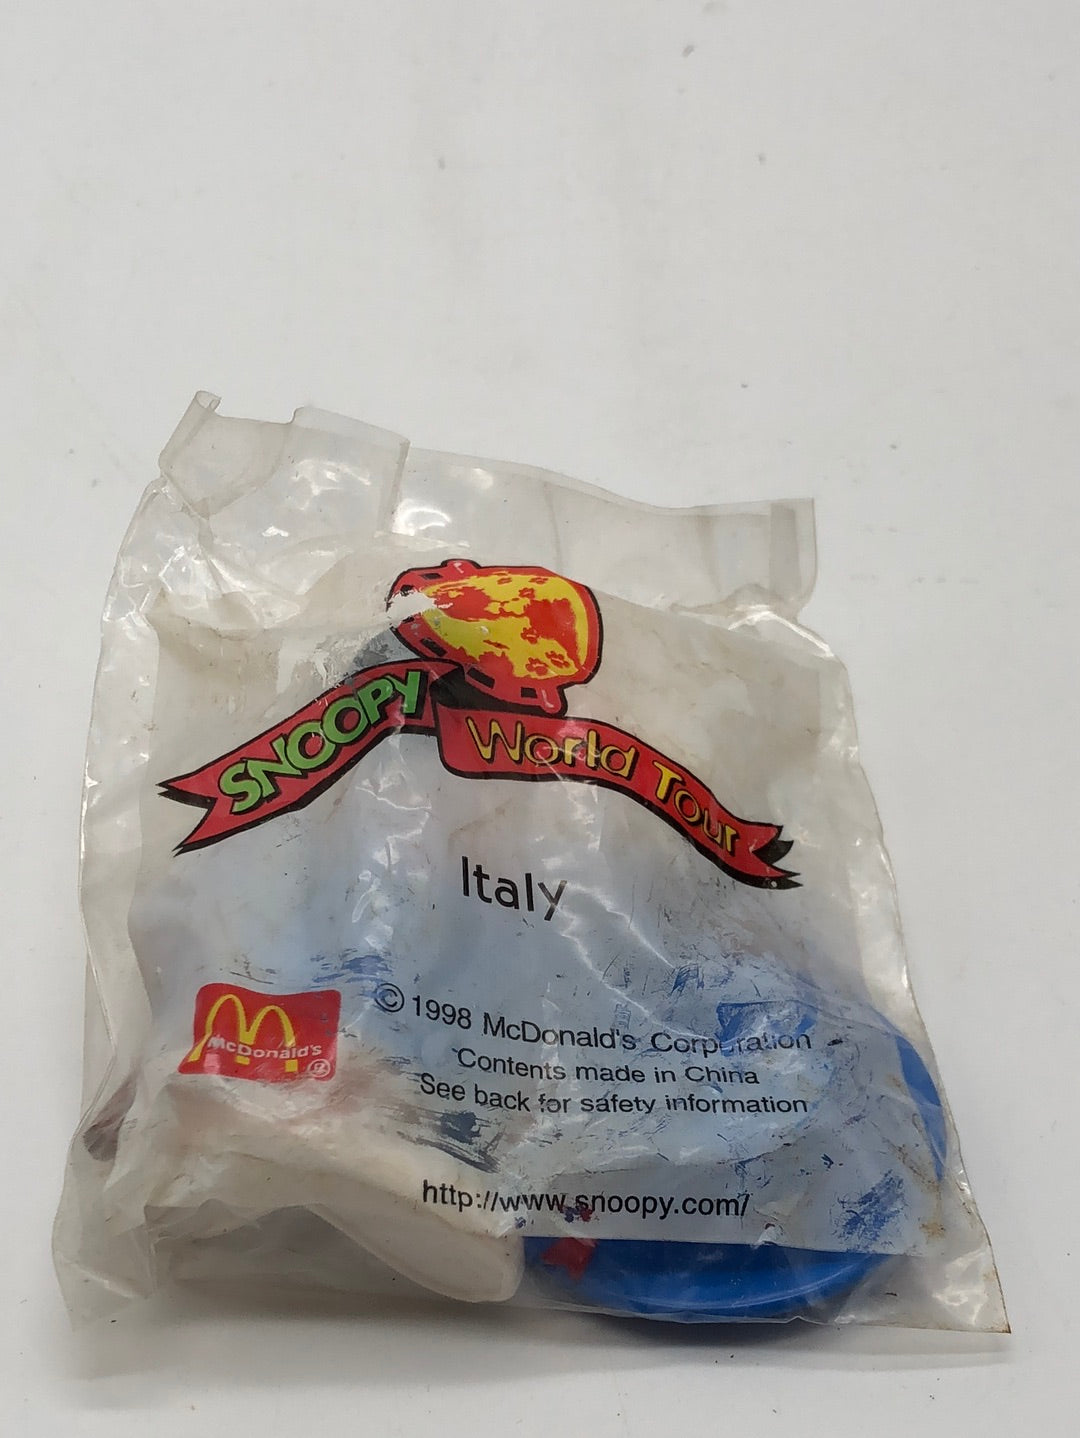 SNOOPY World Tour
Italy
McDonald's ®
© 1998 McDonald's Corporation
Contents made in China
See back for safety information
http://www.snoopy.com/